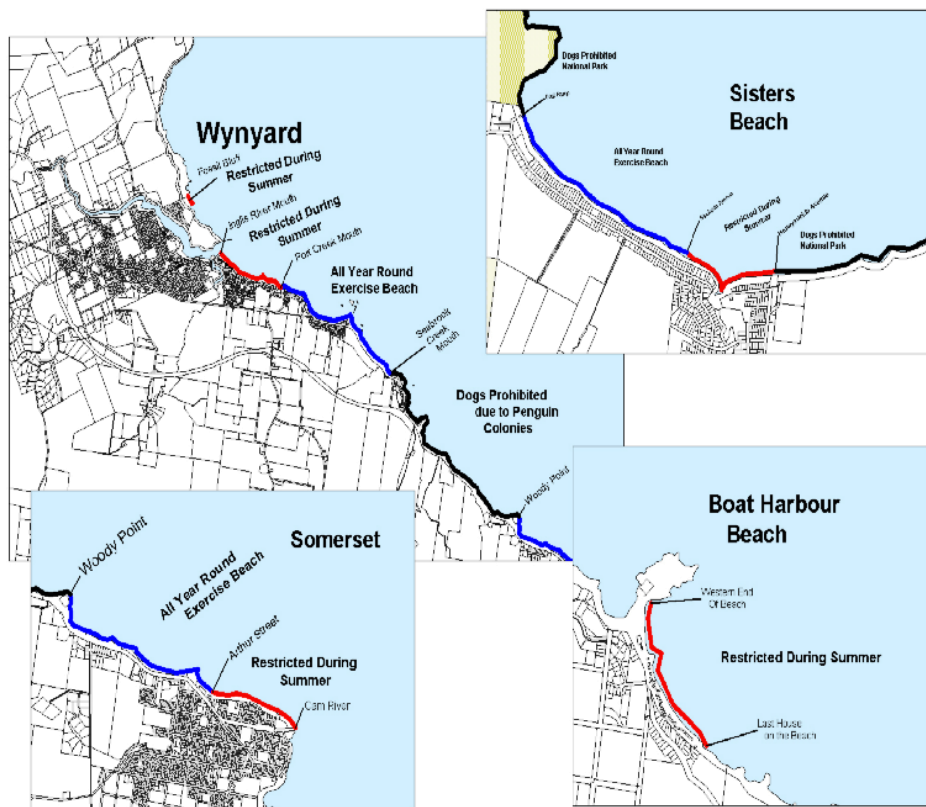 Wynyard
Fossil Bluff
Restricted During
Summer
Inglis River Mouth
Restricted During
Summer
Port Creek Mouth
All Year Round
Exercise Beach
Seabrook
Creek
Mouth
Dogs Prohibited
due to Penguin
Colonies
Woody Point
Dogs Prohibited
National Park
Sisters
Beach
All Year Round
Exercise Beach
Restricted During
Summer
Dogs Prohibited
National Park
Somerset
Woody Point
All Year Round
Exercise Beach
Arthur Street
Restricted During
Summer
Cam River
Boat Harbour
Beach
Western End
Of Beach
Restricted During Summer
Last House
on the Beach